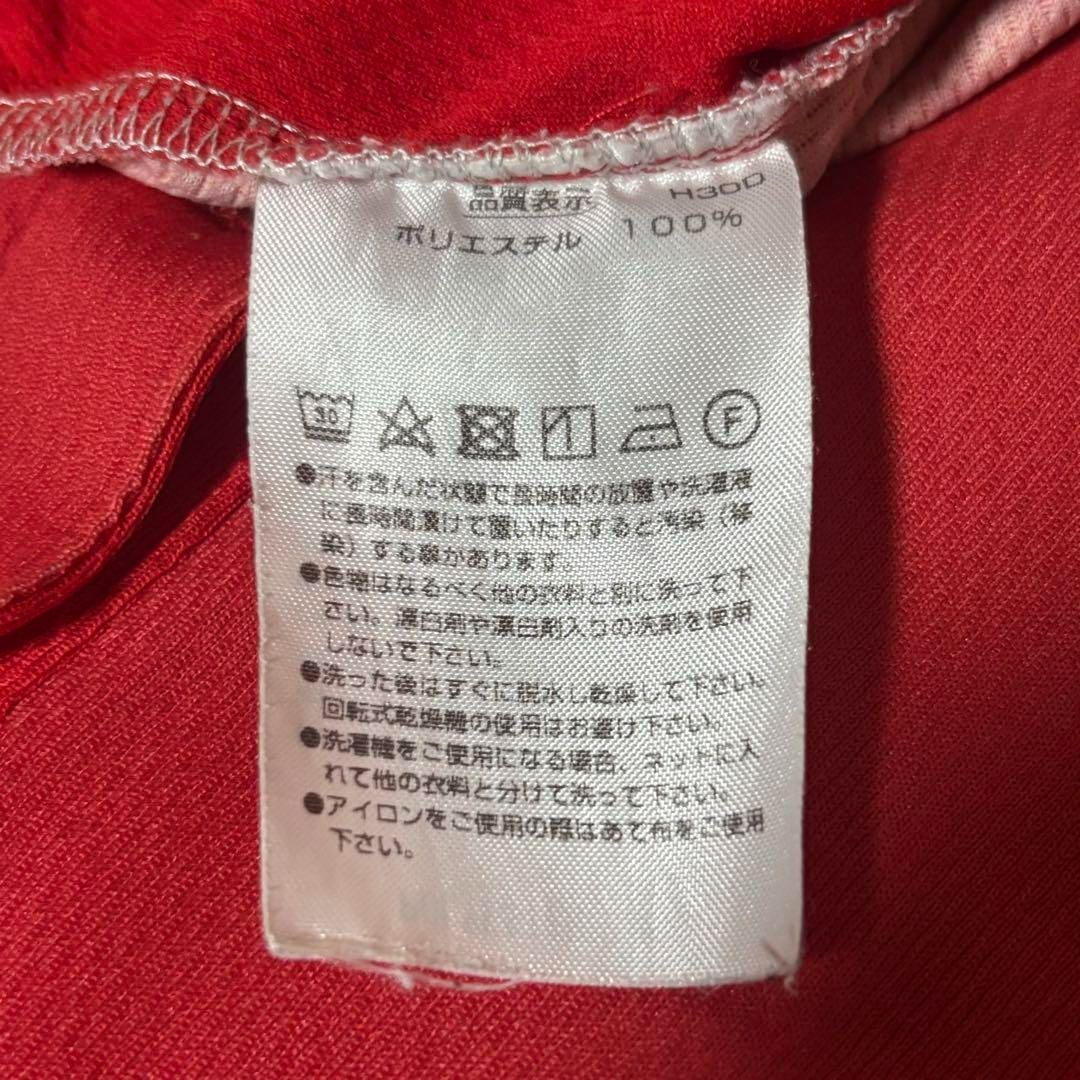 品質表示 H30D
ポリエステル 100%
30 F
●汗を含んだ状態で長時間の放置や洗濯液
に長時間漬けて置いたりすると汚染(移
染)する事があります。
●色物はなるべく他の衣料と別に洗って下
さい。漂白剤や漂白剤入りの洗剤を使用
しないで下さい。
●洗った後はすぐに脱水し乾燥して下さい。
回転式乾燥機の使用はお避け下さい。
●洗濯機をご使用になる場合、ネットに入
れて他の衣料と分けて洗って下さい。
●アイロンをご使用の際はあて布をご使用
下さい。